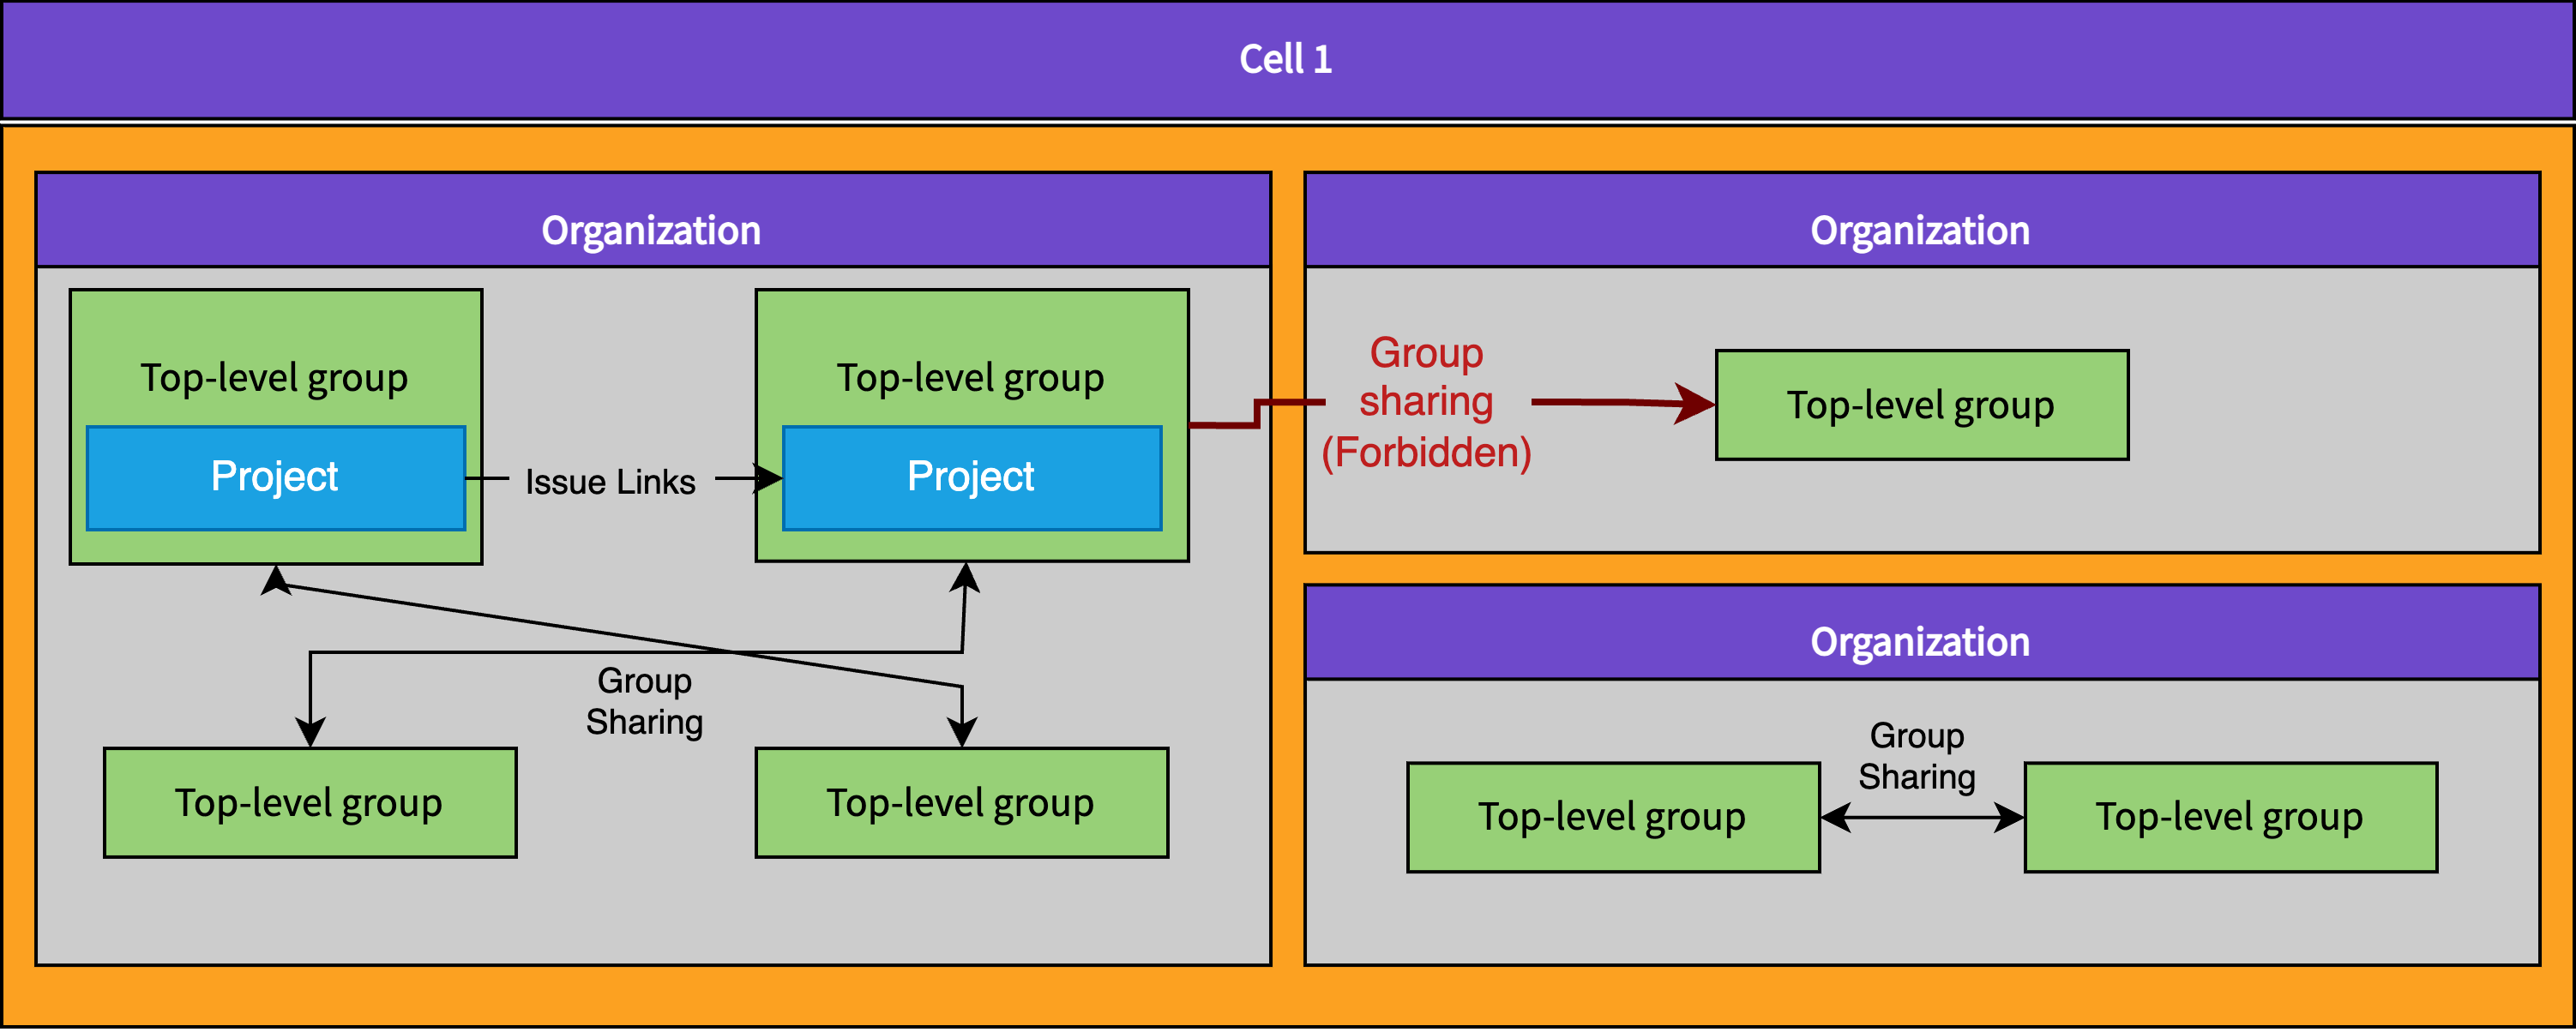 Cell 1
Organization
Top-level group
Project
Issue Links
Top-level group
Project
Group
Sharing
Top-level group
Top-level group
Organization
Group
sharing
(Forbidden)
Top-level group
Organization
Group
Sharing
Top-level group
Top-level group